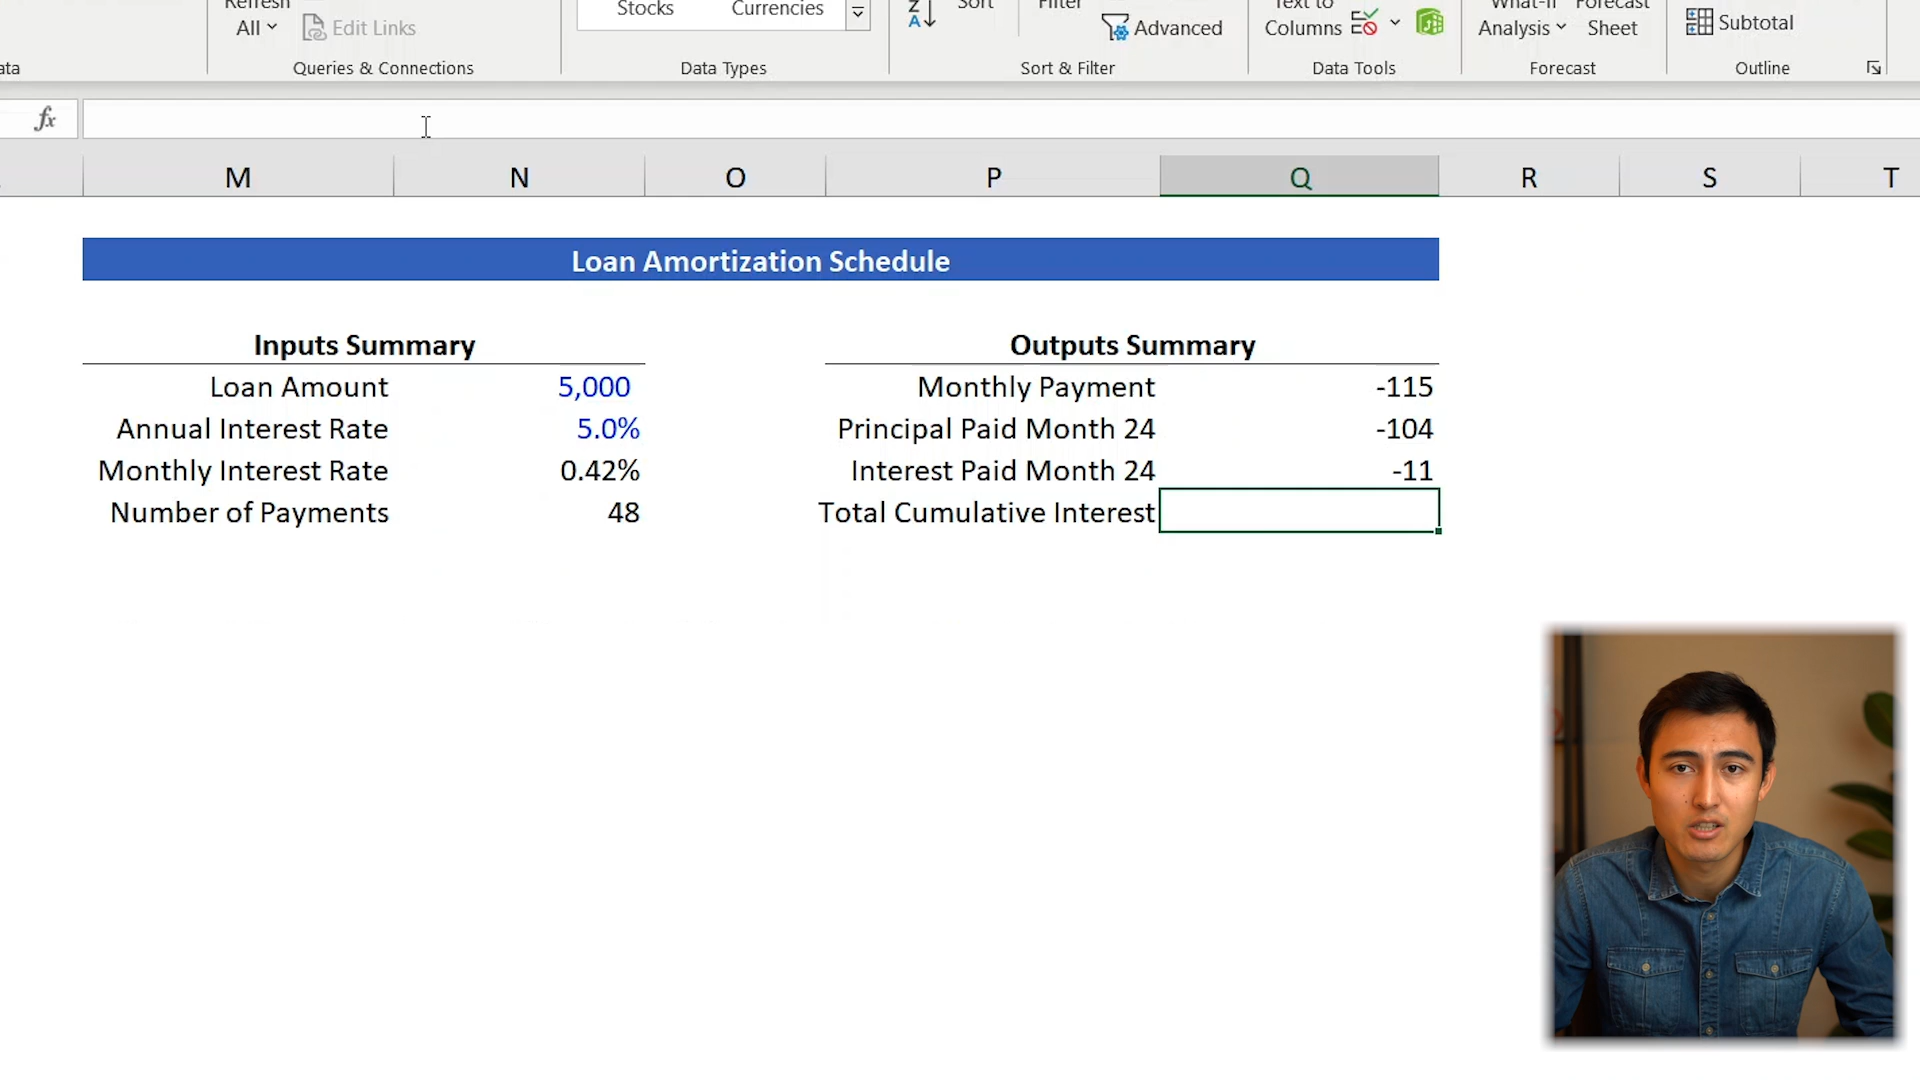 Refresh
All
Edit Links
Queries & Connections
Stocks
Currencies
Data Types
Z
A
Sort
Filter
Advanced
Sort & Filter
Text to
Columns
Data Tools
What-If
Analysis
Forecast
Sheet
Forecast
Subtotal
Outline
fx
M N O P Q R S T
Loan Amortization Schedule
Inputs Summary
Loan Amount 5,000
Annual Interest Rate 5.0%
Monthly Interest Rate 0.42%
Number of Payments 48
Outputs Summary
Monthly Payment -115
Principal Paid Month 24 -104
Interest Paid Month 24 -11
Total Cumulative Interest